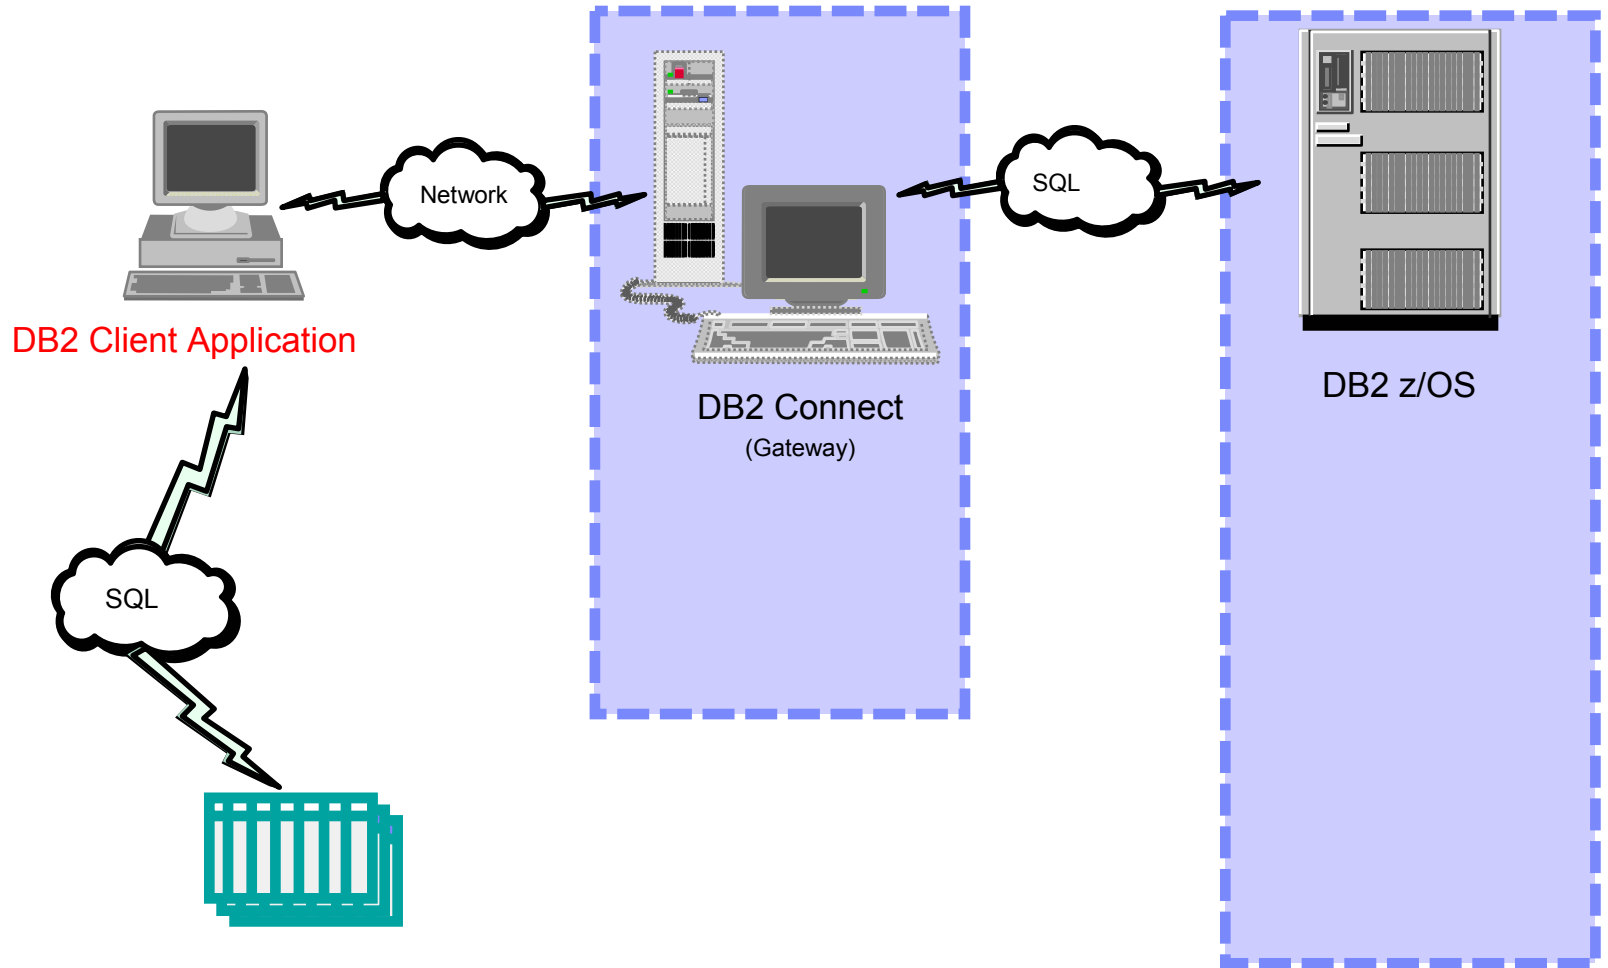 Network
SQL
DB2 Client Application
DB2 Connect
(Gateway)
DB2 z/OS
SQL